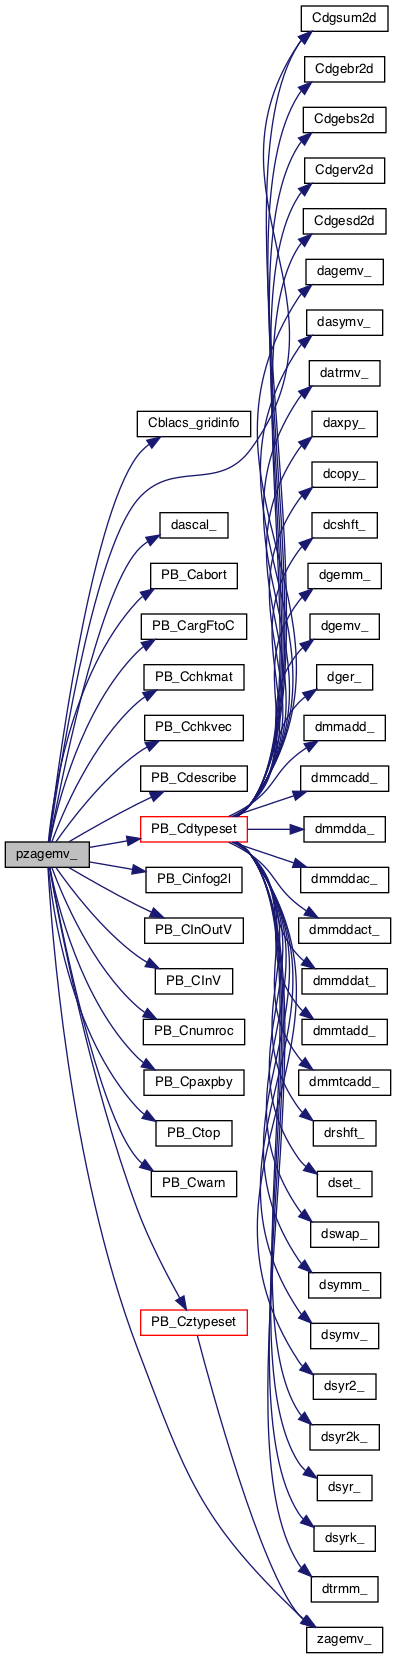 Cdgsum2d
Cdgebr2d
Cdgebs2d
Cdgerv2d
Cdgesd2d
dagemv_
dasymv_
datrmv_
daxpy_
Cblacs_gridinfo
dcopy_
dascal_
dcshft_
PB_Cabort
dgemm_
PB_CargFtoC
dgemv_
PB_Cchkmat
dger_
PB_Cchkvec
dmmadd_
PB_Cdescribe
dmmcadd_
PB_Cdtypeset
dmmdda_
pzagemv_
PB_Cinfog2l
dmmddac_
PB_CInOutV
dmmddact_
PB_CInV
dmmddat_
PB_Cnumroc
dmmtadd_
PB_Cpaxpby
dmmtcadd_
PB_Ctop
drshft_
PB_Cwarn
dset_
dswap_
dsymm_
PB_Cztypeset
dsymv_
dsyr2_
dsyr2k_
dsyr_
dsyrk_
dtrmm_
zagemv_